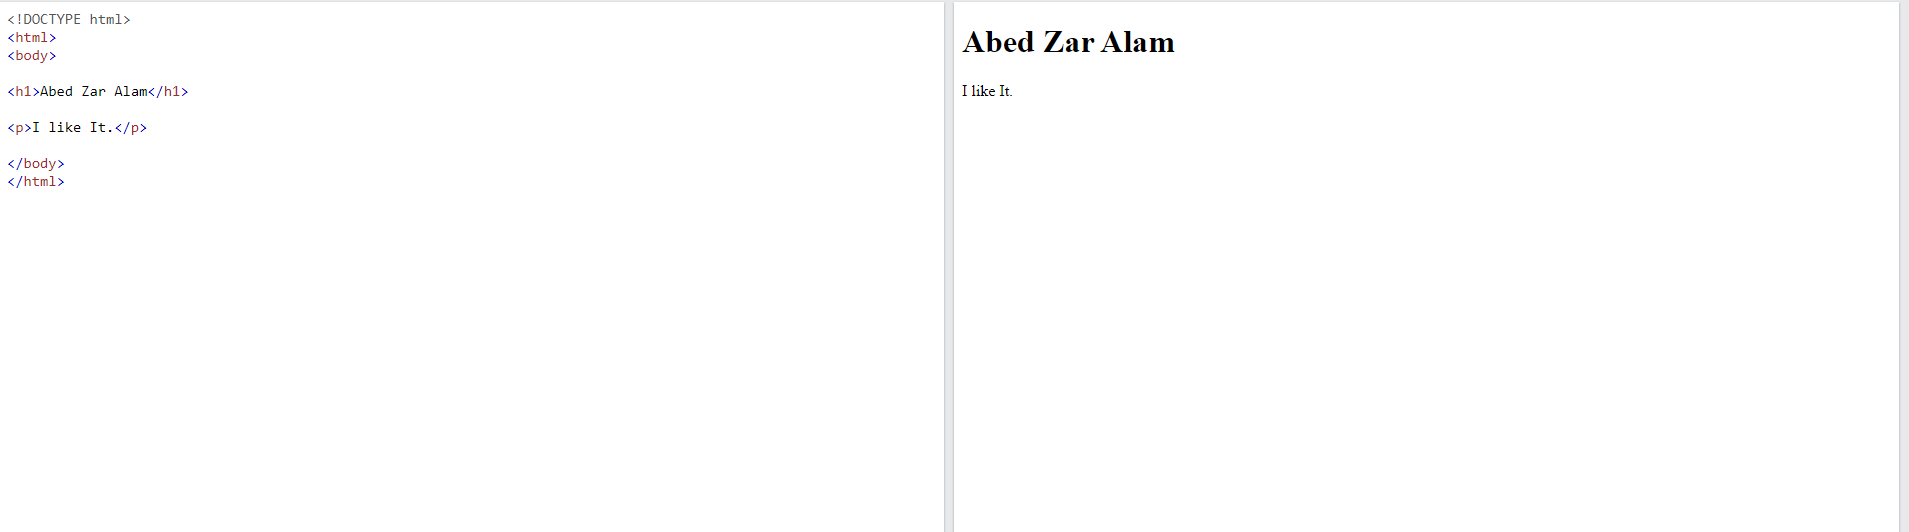 <!DOCTYPE html>
<html>
<body>
<h1>Abed Zar Alam</h1>
<p>I like It.</p>
</body>
</html>
Abed Zar Alam
I like It.